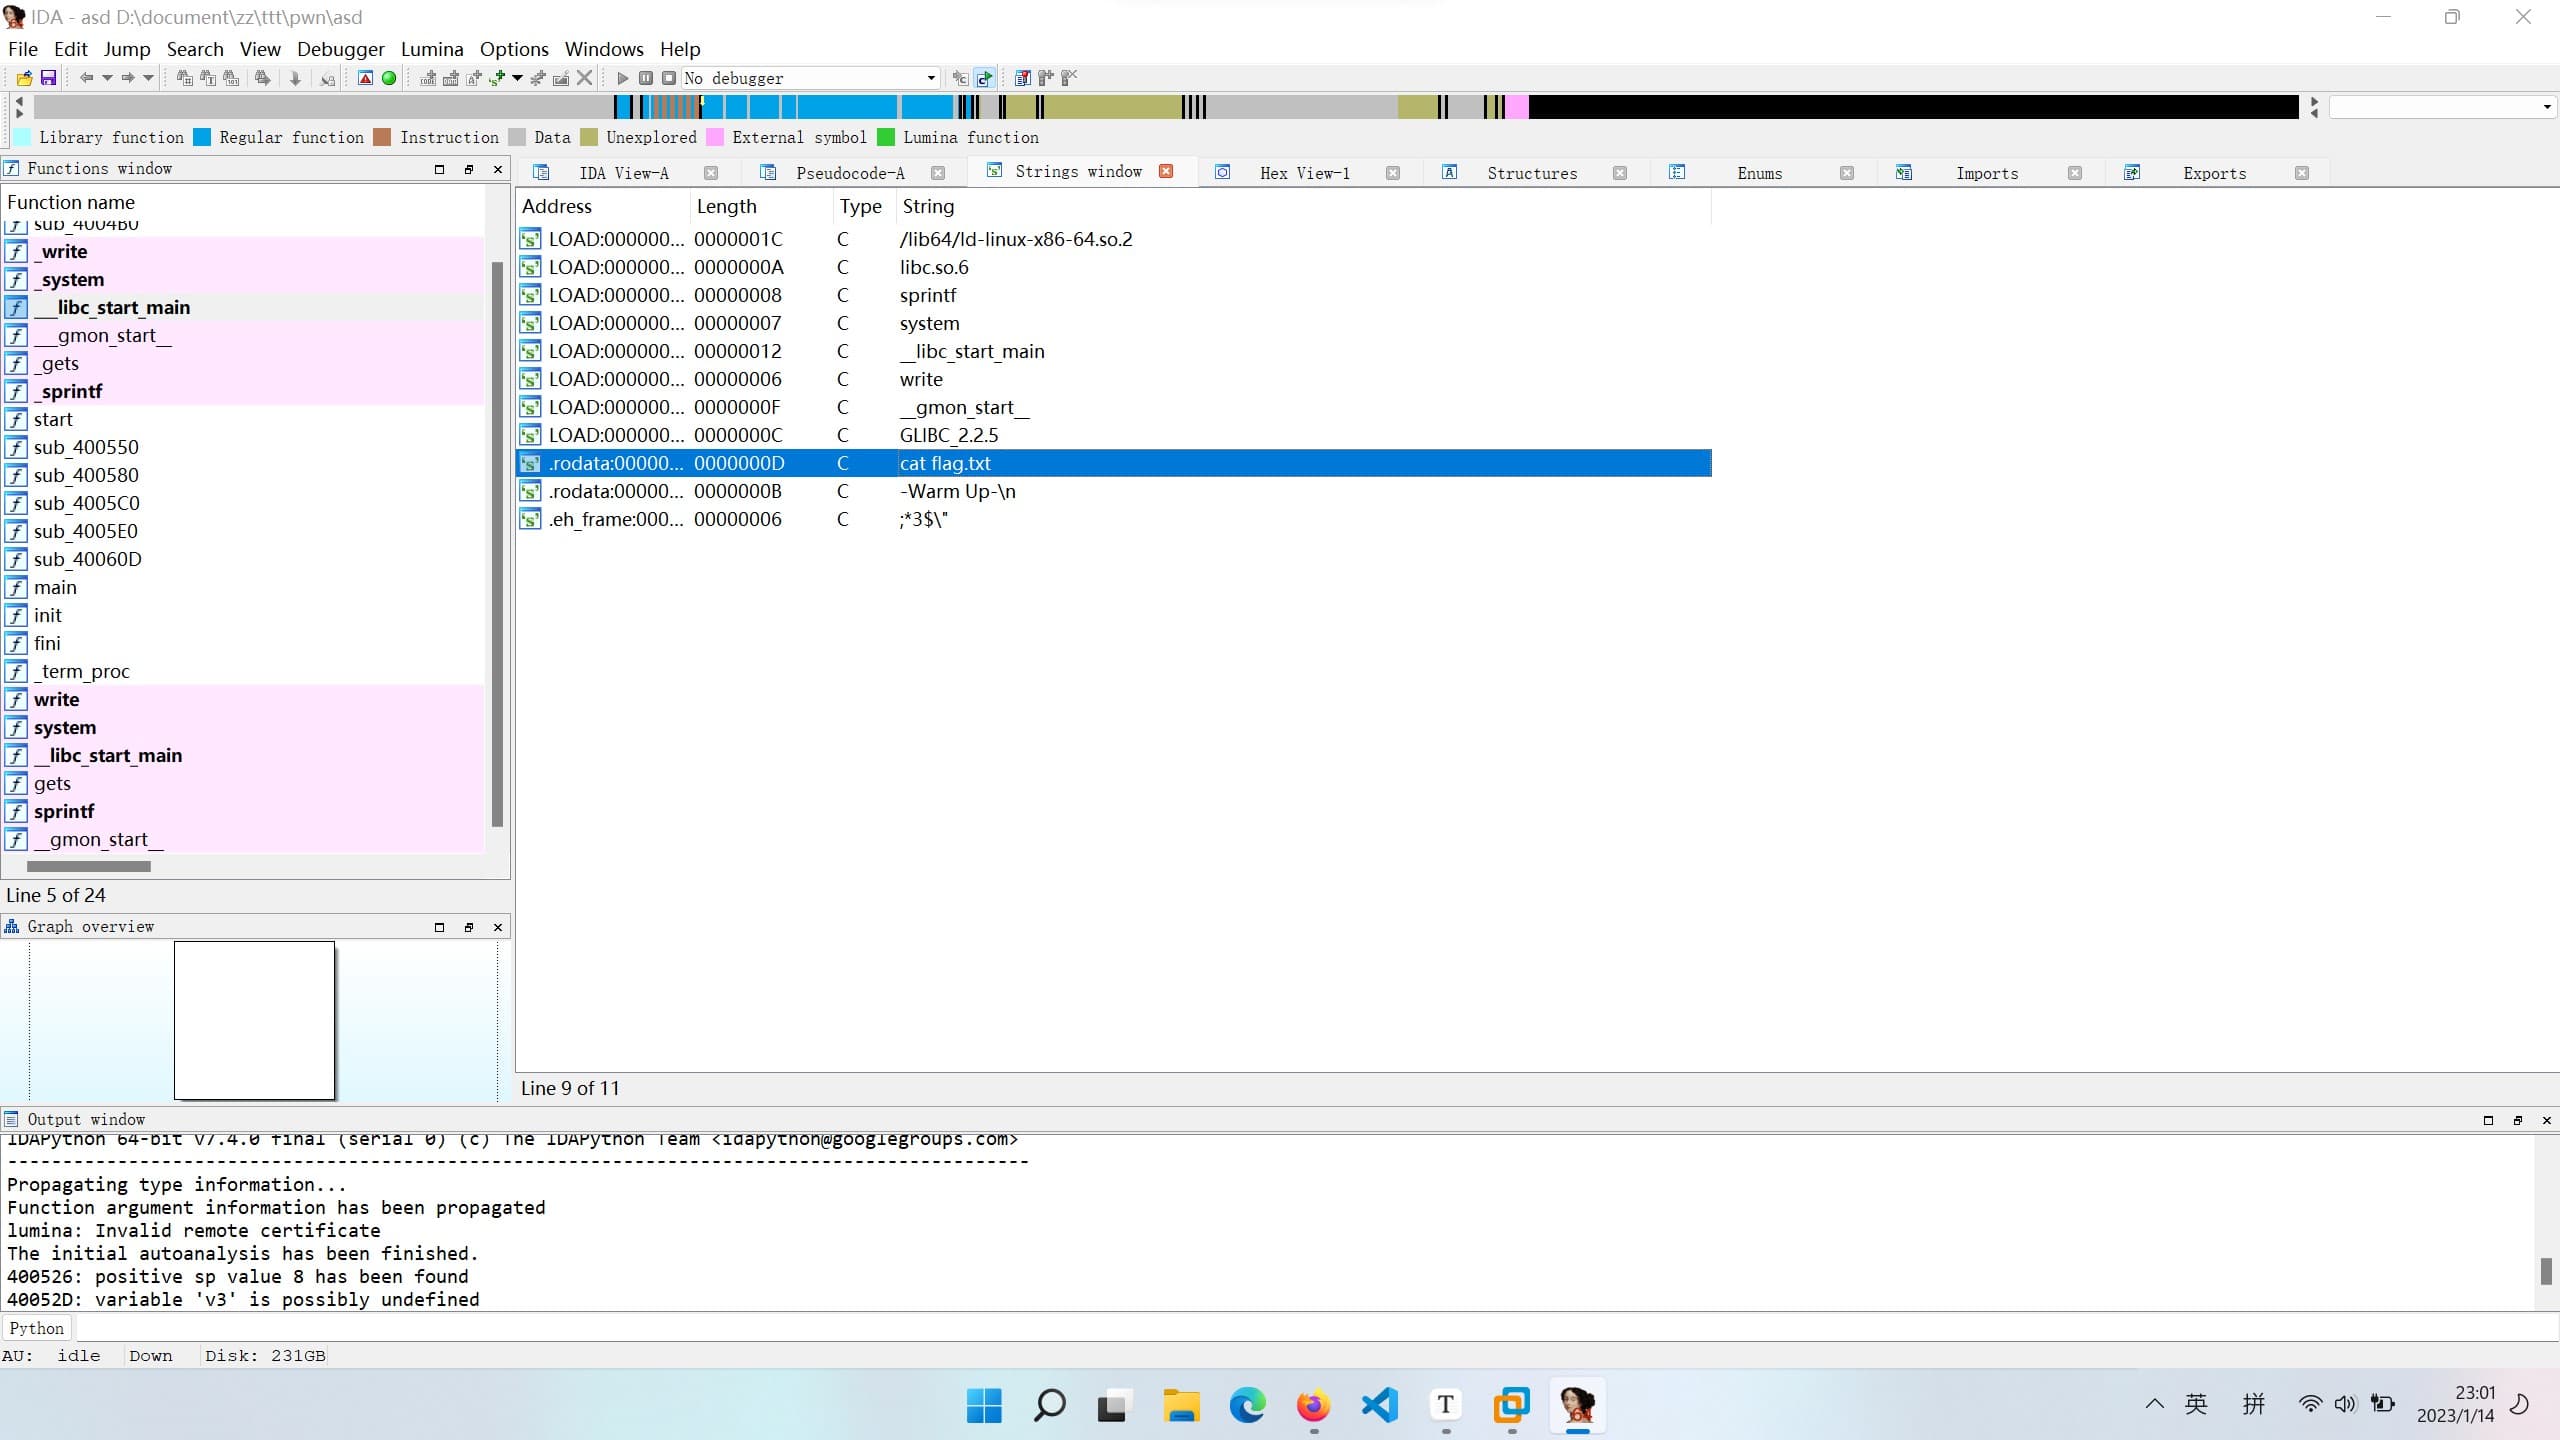 IDA - asd D:\document\zz\ttt\pwn\asd
File Edit Jump Search View Debugger Lumina Options Windows Help
No debugger
Library function Regular function Instruction Data Unexplored External symbol Lumina function
Functions window
Function name
sub_4004B0
_write
_system
___libc_start_main
___gmon_start__
_gets
_sprintf
start
sub_400550
sub_400580
sub_4005C0
sub_4005E0
sub_40060D
main
init
fini
_term_proc
write
system
__libc_start_main
gets
sprintf
__gmon_start__
Line 5 of 24
Graph overview
IDA View-A Pseudocode-A Strings window Hex View-1 Structures Enums Imports Exports
Address Length Type String
LOAD:000000... 0000001C C /lib64/ld-linux-x86-64.so.2
LOAD:000000... 0000000A C libc.so.6
LOAD:000000... 00000008 C sprintf
LOAD:000000... 00000007 C system
LOAD:000000... 00000012 C __libc_start_main
LOAD:000000... 00000006 C write
LOAD:000000... 0000000F C __gmon_start__
LOAD:000000... 0000000C C GLIBC_2.2.5
.rodata:00000... 0000000D C cat flag.txt
.rodata:00000... 0000000B C -Warm Up-\n
.eh_frame:000... 00000006 C ;*3$\"
Line 9 of 11
Output window
IDAPython 64-bit v7.4.0 final (serial 0) (c) The IDAPython Team <idapython@googlegroups.com>
---------------------------------------------------------------------------------------------
Propagating type information...
Function argument information has been propagated
lumina: Invalid remote certificate
The initial autoanalysis has been finished.
400526: positive sp value 8 has been found
40052D: variable 'v3' is possibly undefined
Python
AU: idle Down Disk: 231GB
T
64
英 拼
23:01
2023/1/14